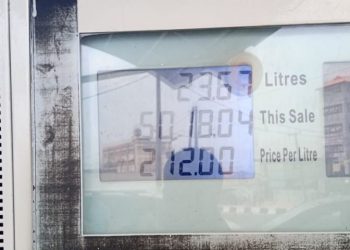 23.67 Litres
5018.04 This Sale
212.00 Price Per Litre